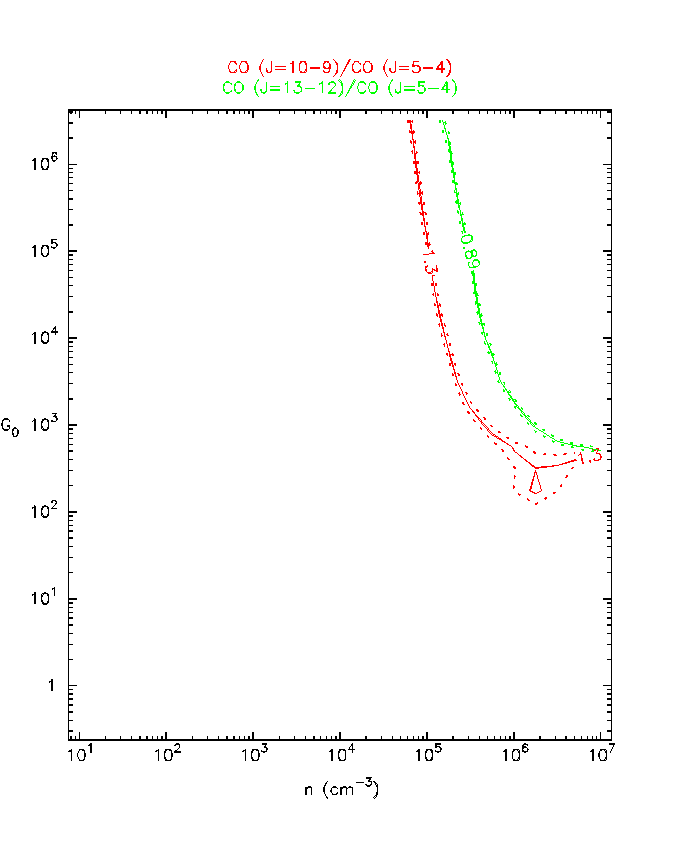 CO (J=10−9)/CO (J=5−4)
CO (J=13−12)/CO (J=5−4)
10⁶
10⁵
10⁴
10³
G₀
10²
10¹
1
0.89
1.3
1.3
10¹ 10² 10³ 10⁴ 10⁵ 10⁶ 10⁷
n (cm⁻³)